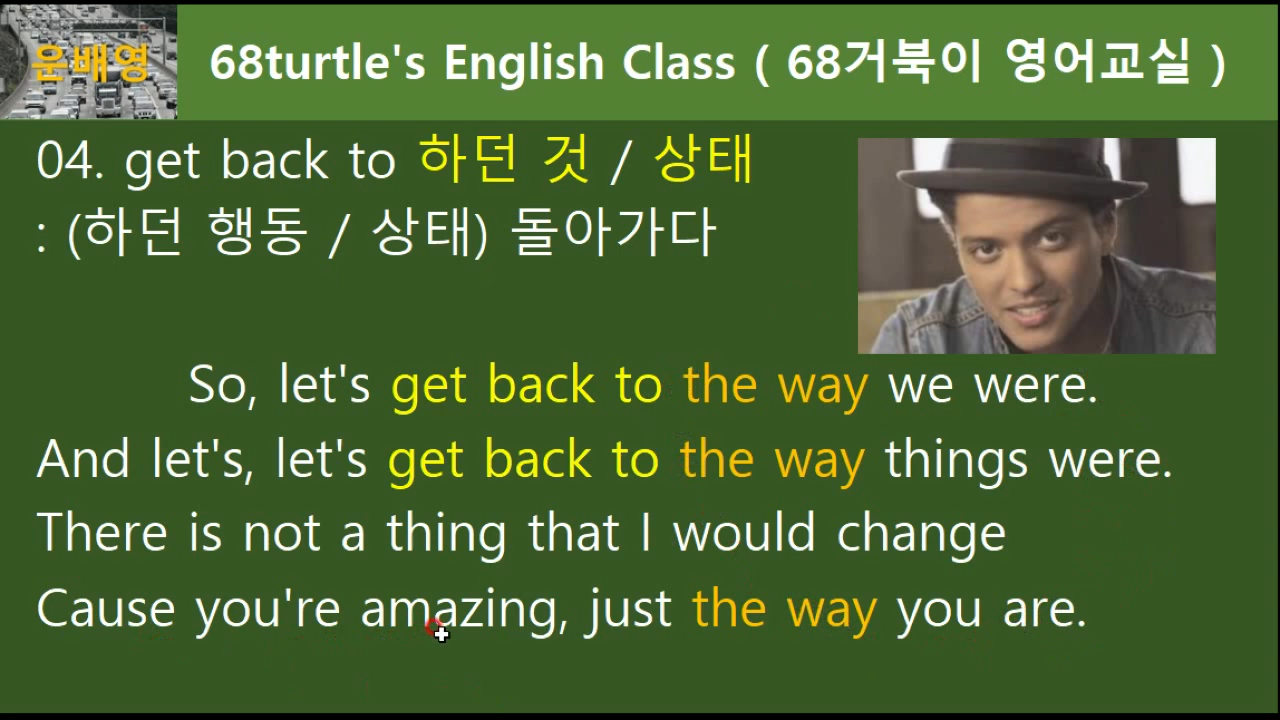 윤배영
68turtle's English Class ( 68거북이 영어교실 )
04. get back to 하던 것 / 상태
: (하던 행동 / 상태) 돌아가다
So, let's get back to the way we were.
And let's, let's get back to the way things were.
There is not a thing that I would change
Cause you're amazing, just the way you are.